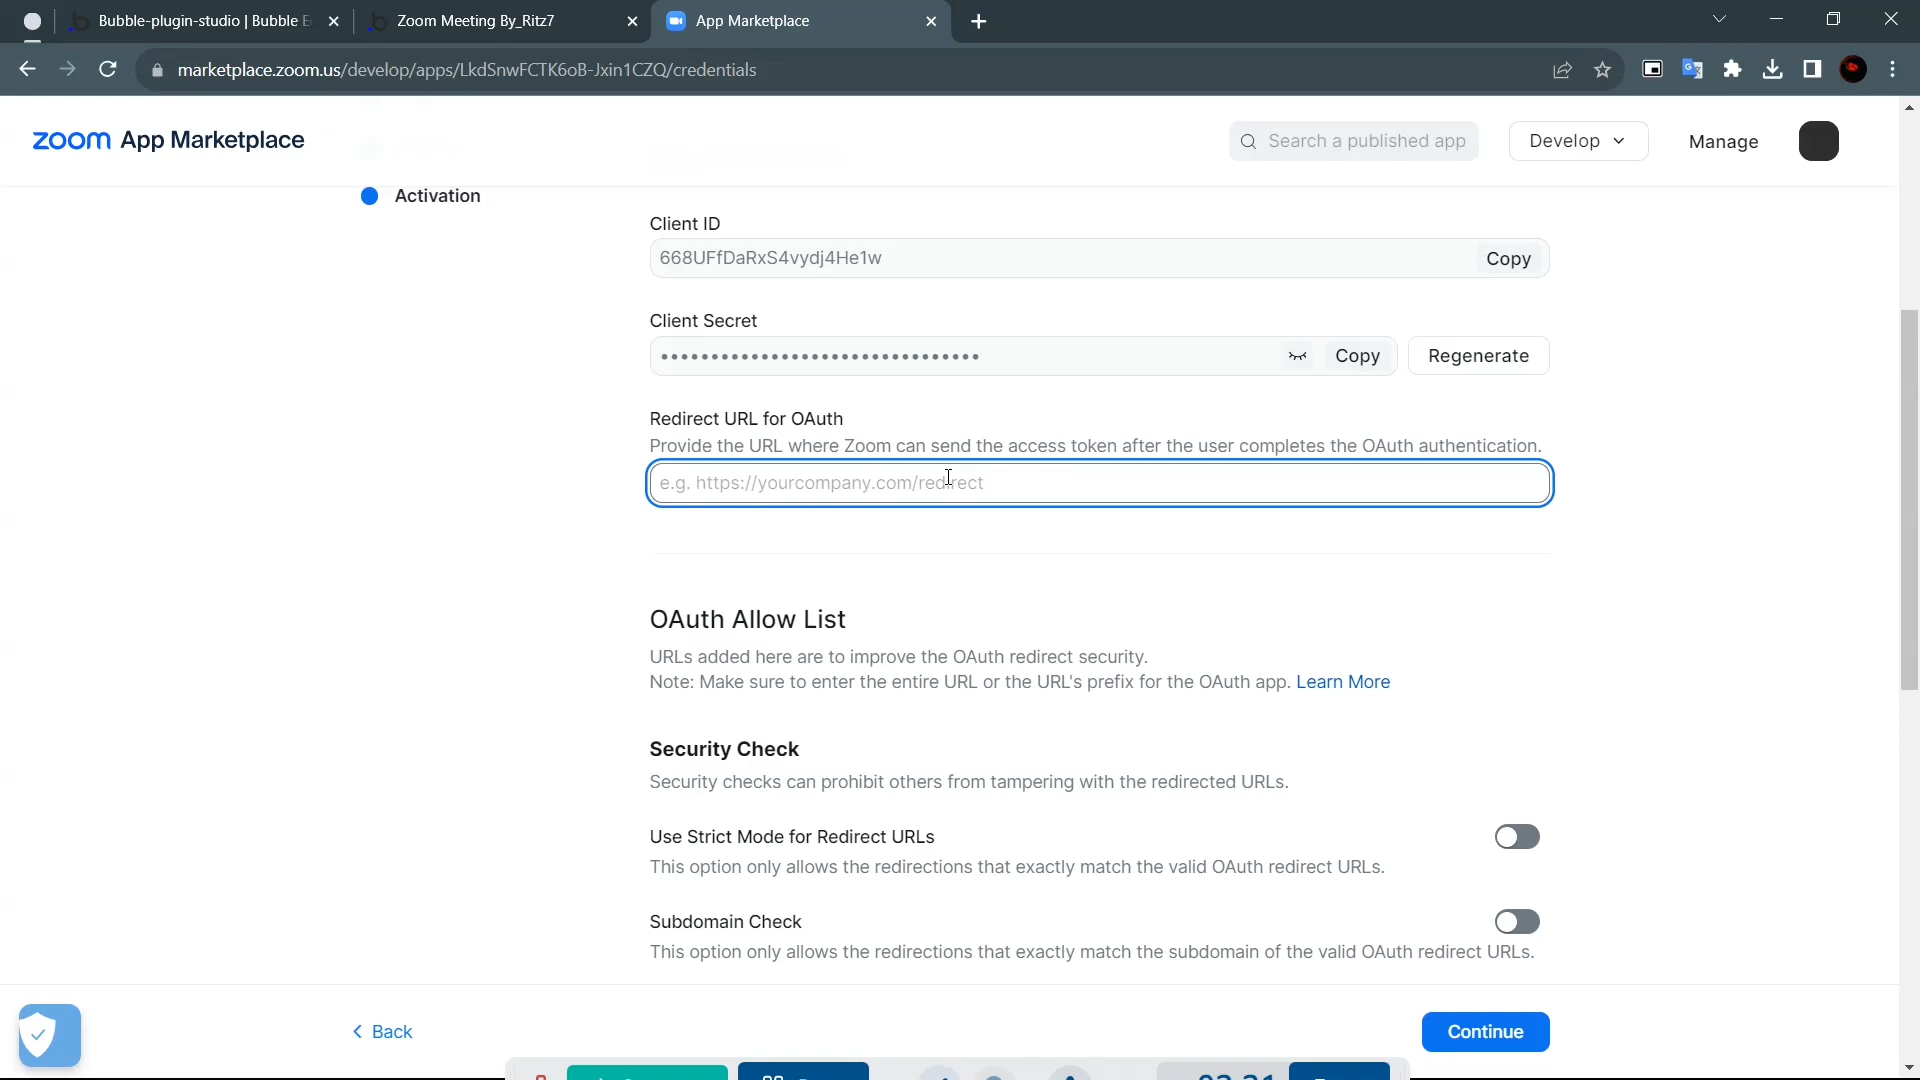 Bubble-plugin-studio | Bubble E
Zoom Meeting By_Ritz7
App Marketplace
marketplace.zoom.us/develop/apps/LkdSnwFCTK6oB-Jxin1CZQ/credentials
zoom App Marketplace
Search a published app
Develop
Manage
Activation
Client ID
668UFfDaRxS4vydj4He1w
Copy
Client Secret
••••••••••••••••••••••••••••••••
Copy
Regenerate
Redirect URL for OAuth
Provide the URL where Zoom can send the access token after the user completes the OAuth authentication.
e.g. https://yourcompany.com/redirect
OAuth Allow List
URLs added here are to improve the OAuth redirect security.
Note: Make sure to enter the entire URL or the URL's prefix for the OAuth app. Learn More
Security Check
Security checks can prohibit others from tampering with the redirected URLs.
Use Strict Mode for Redirect URLs
This option only allows the redirections that exactly match the valid OAuth redirect URLs.
Subdomain Check
This option only allows the redirections that exactly match the subdomain of the valid OAuth redirect URLs.
Back
Continue